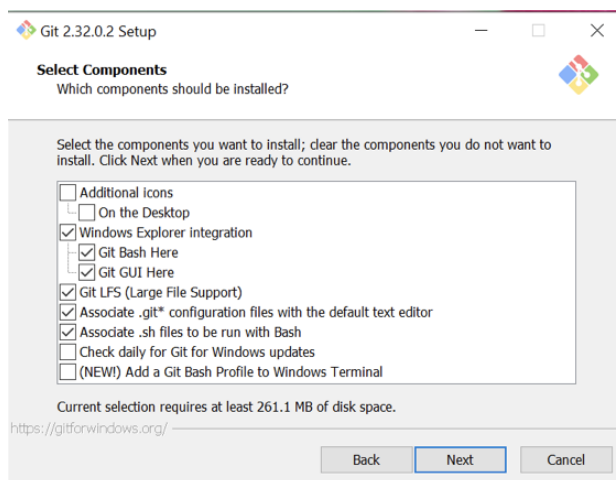 Git 2.32.0.2 Setup
Select Components
Which components should be installed?
Select the components you want to install; clear the components you do not want to
install. Click Next when you are ready to continue.
Additional icons
On the Desktop
Windows Explorer integration
Git Bash Here
Git GUI Here
Git LFS (Large File Support)
Associate .git* configuration files with the default text editor
Associate .sh files to be run with Bash
Check daily for Git for Windows updates
(NEW!) Add a Git Bash Profile to Windows Terminal
Current selection requires at least 261.1 MB of disk space.
https://gitforwindows.org/
Back Next Cancel